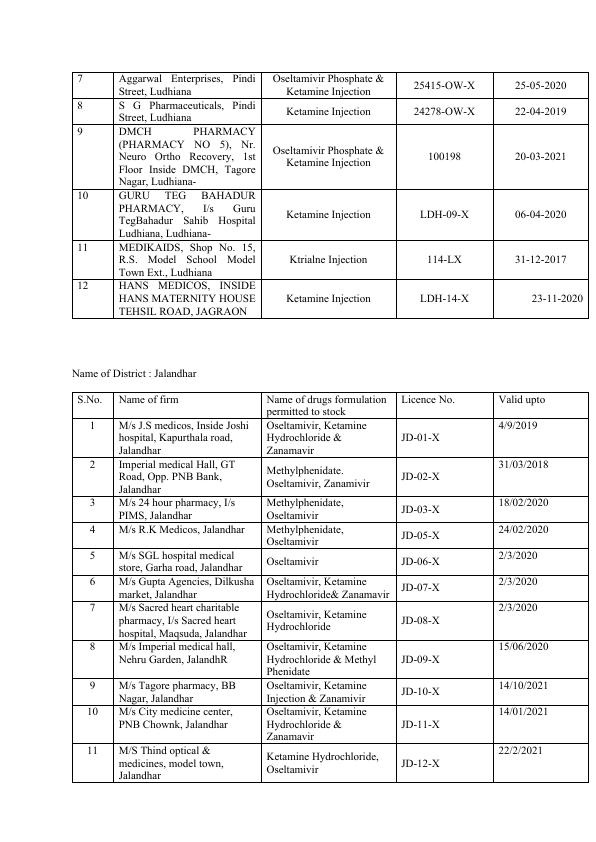 7 Aggarwal Enterprises, Pindi Street, Ludhiana Oseltamivir Phosphate & Ketamine Injection 25415-OW-X 25-05-2020
8 S G Pharmaceuticals, Pindi Street, Ludhiana Ketamine Injection 24278-OW-X 22-04-2019
9 DMCH PHARMACY (PHARMACY NO 5), Nr. Neuro Ortho Recovery, 1st Floor Inside DMCH, Tagore Nagar, Ludhiana- Oseltamivir Phosphate & Ketamine Injection 100198 20-03-2021
10 GURU TEG BAHADUR PHARMACY, I/s Guru TegBahadur Sahib Hospital Ludhiana, Ludhiana- Ketamine Injection LDH-09-X 06-04-2020
11 MEDIKAIDS, Shop No. 15, R.S. Model School Model Town Ext., Ludhiana Ktrialne Injection 114-LX 31-12-2017
12 HANS MEDICOS, INSIDE HANS MATERNITY HOUSE TEHSIL ROAD, JAGRAON Ketamine Injection LDH-14-X 23-11-2020
Name of District : Jalandhar
S.No. Name of firm Name of drugs formulation permitted to stock Licence No. Valid upto
1 M/s J.S medicos, Inside Joshi hospital, Kapurthala road, Jalandhar Oseltamivir, Ketamine Hydrochloride & Zanamavir JD-01-X 4/9/2019
2 Imperial medical Hall, GT Road, Opp. PNB Bank, Jalandhar Methylphenidate. Oseltamivir, Zanamivir JD-02-X 31/03/2018
3 M/s 24 hour pharmacy, I/s PIMS, Jalandhar Methylphenidate, Oseltamivir JD-03-X 18/02/2020
4 M/s R.K Medicos, Jalandhar Methylphenidate, Oseltamivir JD-05-X 24/02/2020
5 M/s SGL hospital medical store, Garha road, Jalandhar Oseltamivir JD-06-X 2/3/2020
6 M/s Gupta Agencies, Dilkusha market, Jalandhar Oseltamivir, Ketamine Hydrochloride& Zanamavir JD-07-X 2/3/2020
7 M/s Sacred heart charitable pharmacy, I/s Sacred heart hospital, Maqsuda, Jalandhar Oseltamivir, Ketamine Hydrochloride JD-08-X 2/3/2020
8 M/s Imperial medical hall, Nehru Garden, JalandhR Oseltamivir, Ketamine Hydrochloride & Methyl Phenidate JD-09-X 15/06/2020
9 M/s Tagore pharmacy, BB Nagar, Jalandhar Oseltamivir, Ketamine Injection & Zanamivir JD-10-X 14/10/2021
10 M/s City medicine center, PNB Chownk, Jalandhar Oseltamivir, Ketamine Hydrochloride & Zanamavir JD-11-X 14/01/2021
11 M/S Thind optical & medicines, model town, Jalandhar Ketamine Hydrochloride, Oseltamivir JD-12-X 22/2/2021